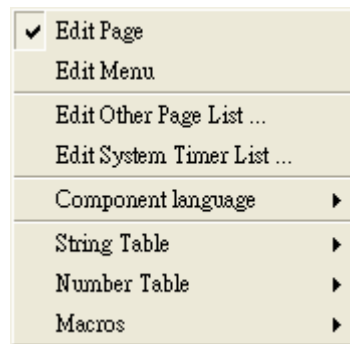 Edit Page
Edit Menu
Edit Other Page List ...
Edit System Timer List ...
Component language
String Table
Number Table
Macros